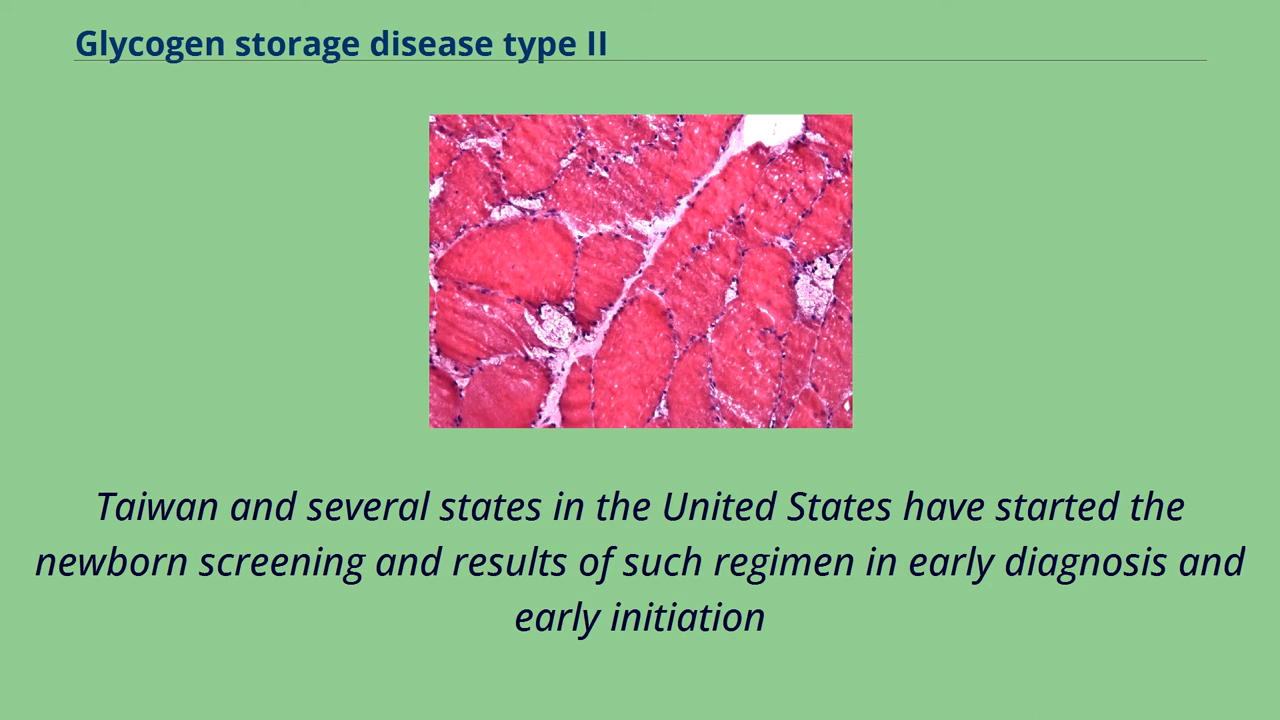 Glycogen storage disease type II
Taiwan and several states in the United States have started the
newborn screening and results of such regimen in early diagnosis and
early initiation